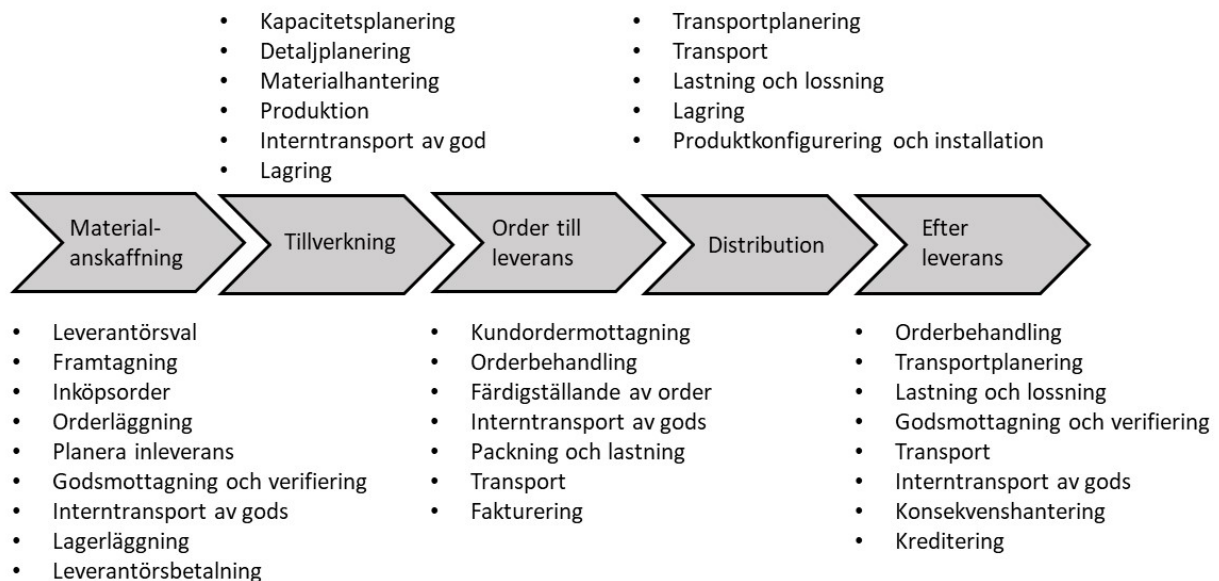 • Kapacitetsplanering
• Detaljplanering
• Materialhantering
• Produktion
• Interntransport av god
• Lagring
• Transportplanering
• Transport
• Lastning och lossning
• Lagring
• Produktkonfigurering och installation
Material-
anskaffning
Tillverkning
Order till
leverans
Distribution
Efter
leverans
• Leverantörsval
• Framtagning
• Inköpsorder
• Orderläggning
• Planera inleverans
• Godsmottagning och verifiering
• Interntransport av gods
• Lagerläggning
• Leverantörsbetalning
• Kundordermottagning
• Orderbehandling
• Färdigställande av order
• Interntransport av gods
• Packning och lastning
• Transport
• Fakturering
• Orderbehandling
• Transportplanering
• Lastning och lossning
• Godsmottagning och verifiering
• Transport
• Interntransport av gods
• Konsekvenshantering
• Kreditering